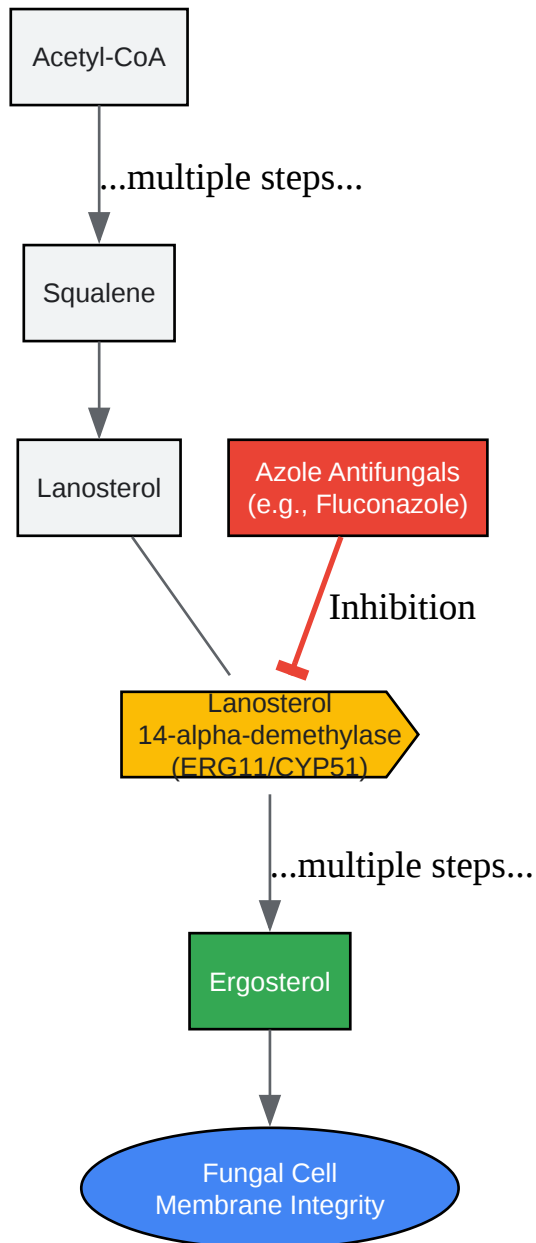 Acetyl-CoA
...multiple steps...
Squalene
Lanosterol
Azole Antifungals
(e.g., Fluconazole)
Inhibition
Lanosterol
14-alpha-demethylase
(ERG11/CYP51)
...multiple steps...
Ergosterol
Fungal Cell
Membrane Integrity